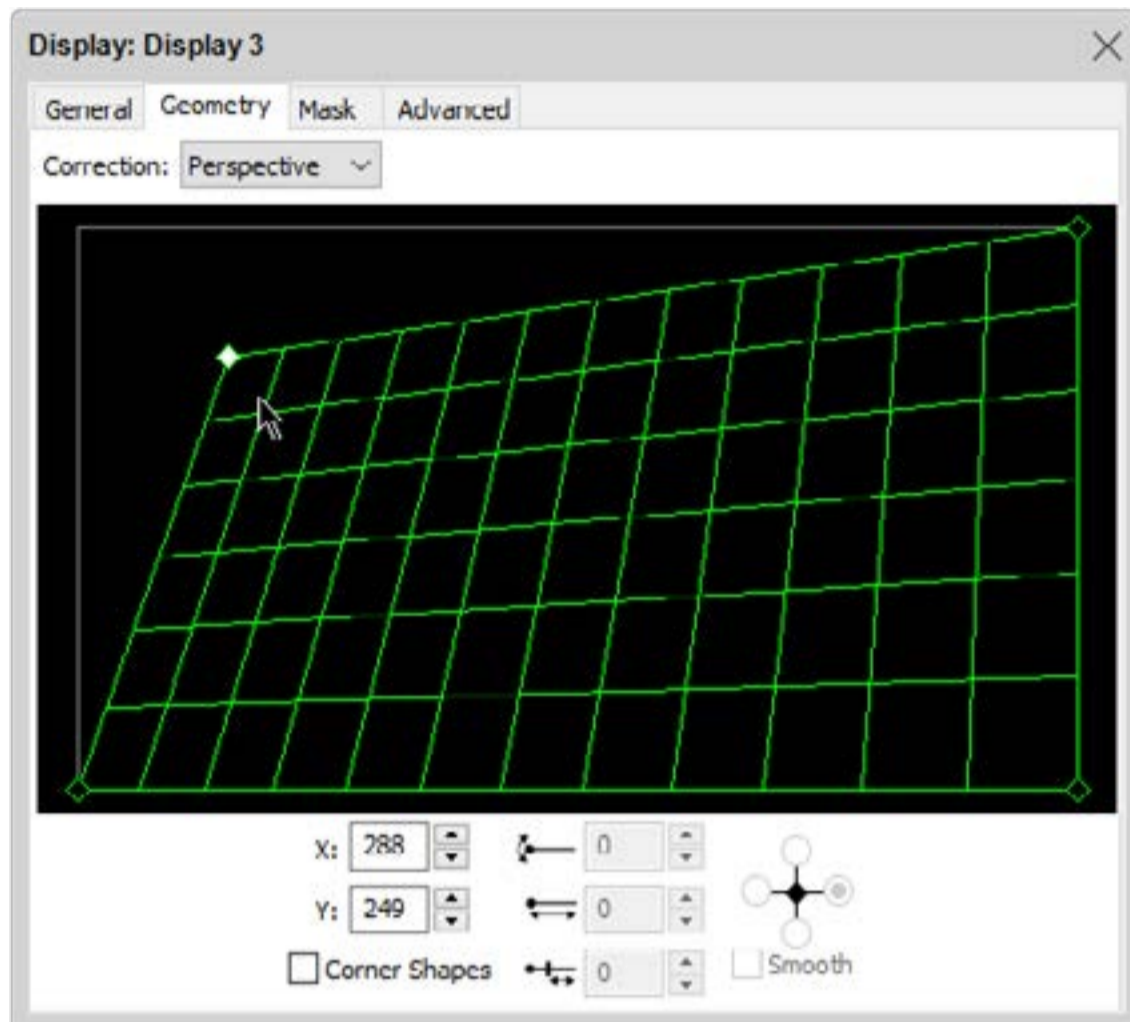 Display: Display 3
General Geometry Mask Advanced
Correction: Perspective
X: 288 0
Y: 249 0
Corner Shapes 0 Smooth